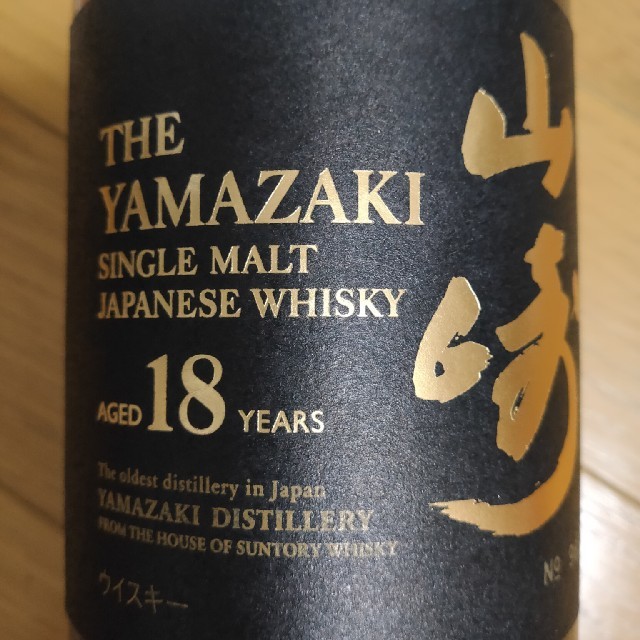 THE
YAMAZAKI
SINGLE MALT
JAPANESE WHISKY
AGED 18 YEARS
The oldest distillery in Japan
YAMAZAKI DISTILLERY
FROM THE HOUSE OF SUNTORY WHISKY
ウイスキー
山崎
No